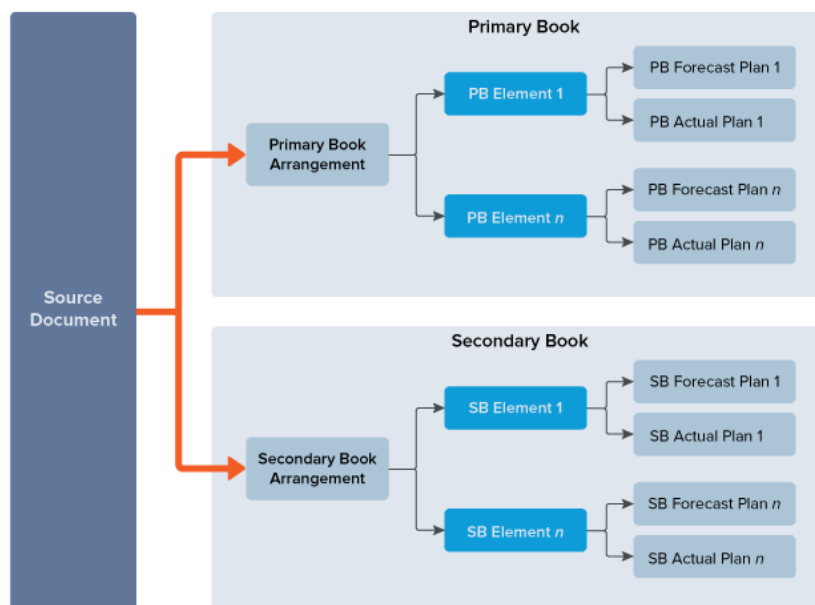 Source
Document
Primary Book
Primary Book
Arrangement
PB Element 1
PB Forecast Plan 1
PB Actual Plan 1
PB Element n
PB Forecast Plan n
PB Actual Plan n
Secondary Book
Secondary Book
Arrangement
SB Element 1
SB Forecast Plan 1
SB Actual Plan 1
SB Element n
SB Forecast Plan n
SB Actual Plan n